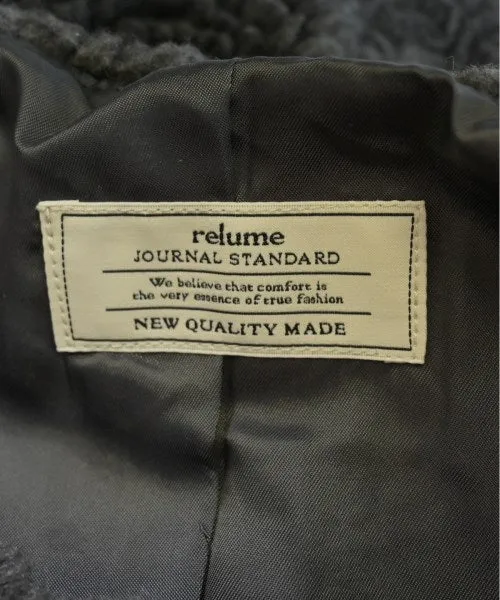 relume
JOURNAL STANDARD
We believe that comfort is
the very essence of true fashion
NEW QUALITY MADE